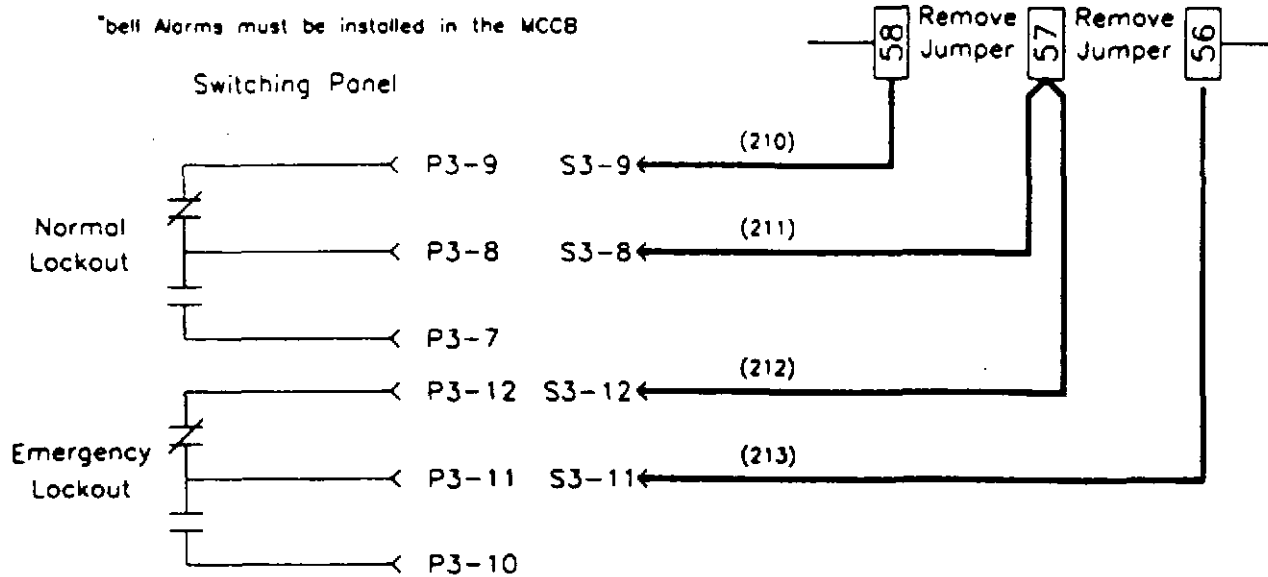 "bell Alarms must be installed in the MCCB
58 Remove Jumper 57 Remove Jumper 56
Switching Panel
(210)
P3-9 S3-9
Normal Lockout
(211)
P3-8 S3-8
P3-7
(212)
P3-12 S3-12
Emergency Lockout
(213)
P3-11 S3-11
P3-10